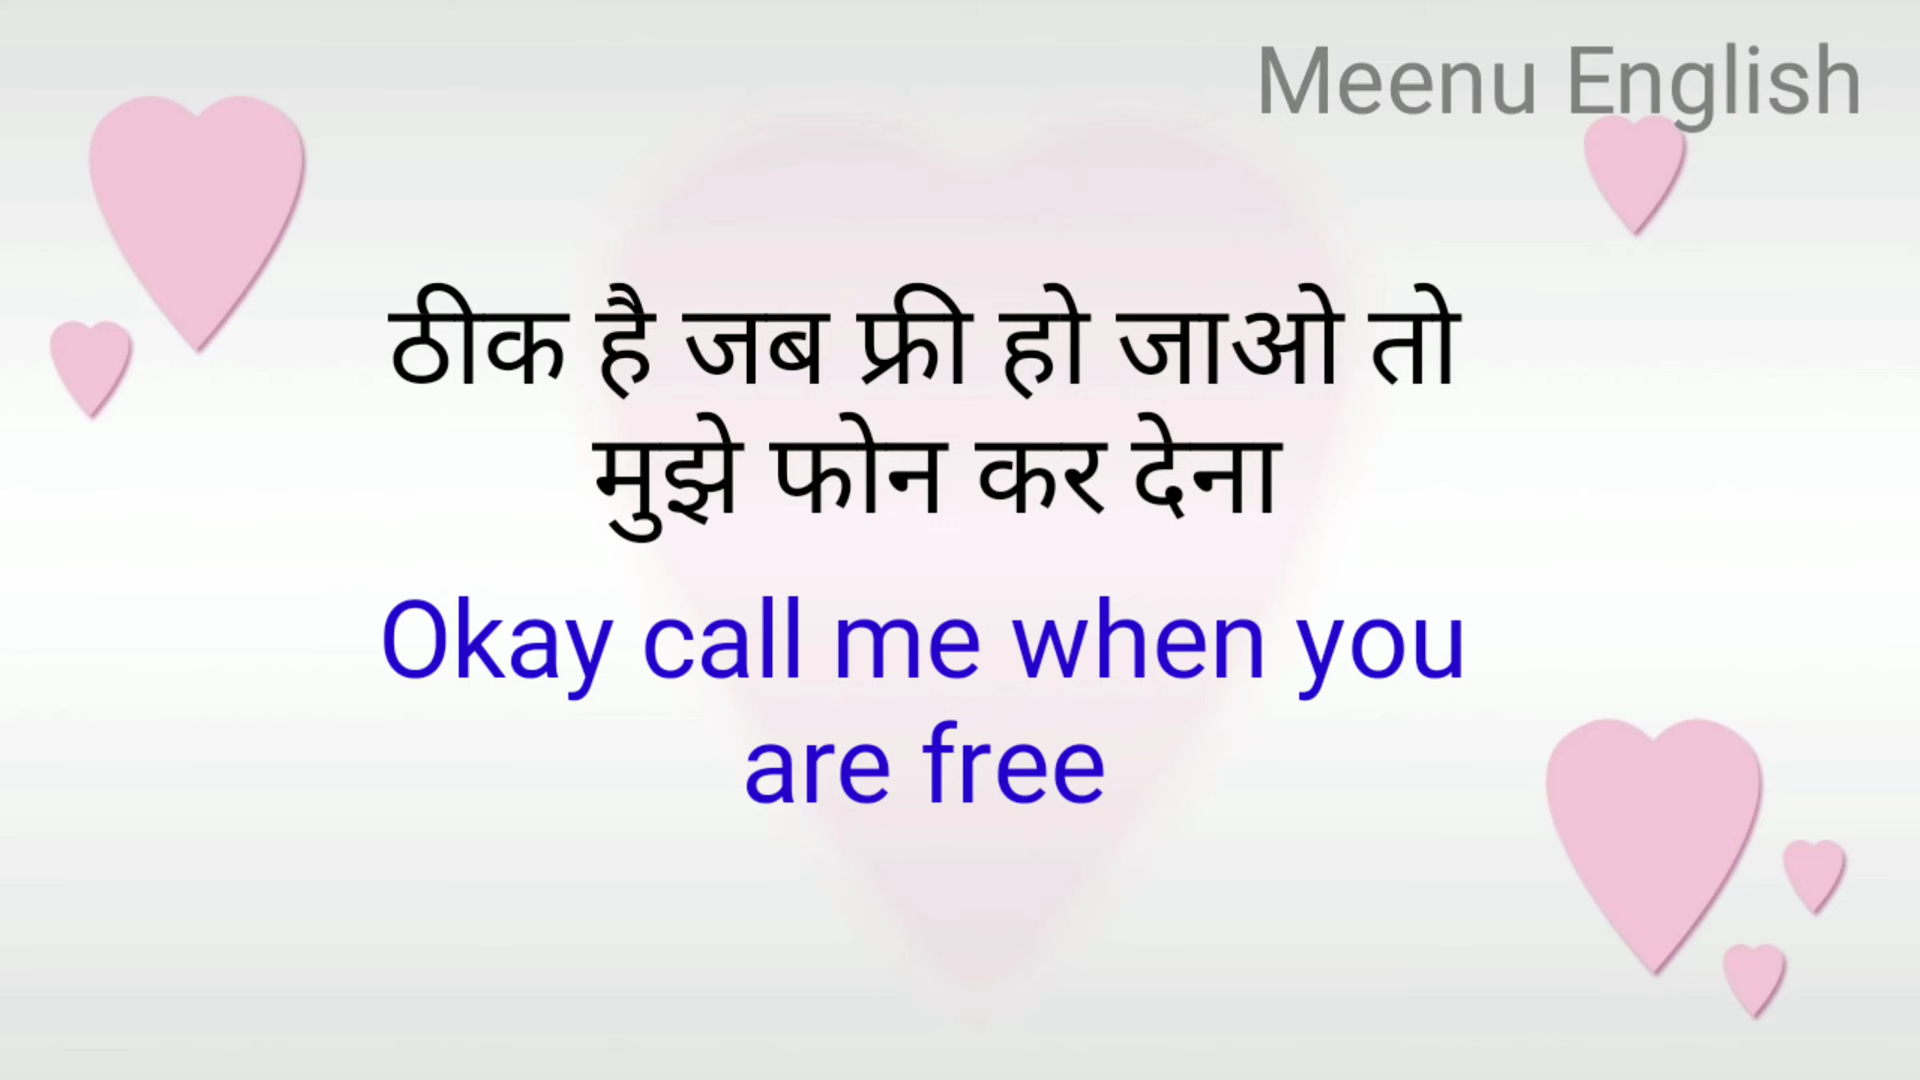 Meenu English
ठीक है जब फ्री हो जाओ तो
मुझे फोन कर देना
Okay call me when you
are free